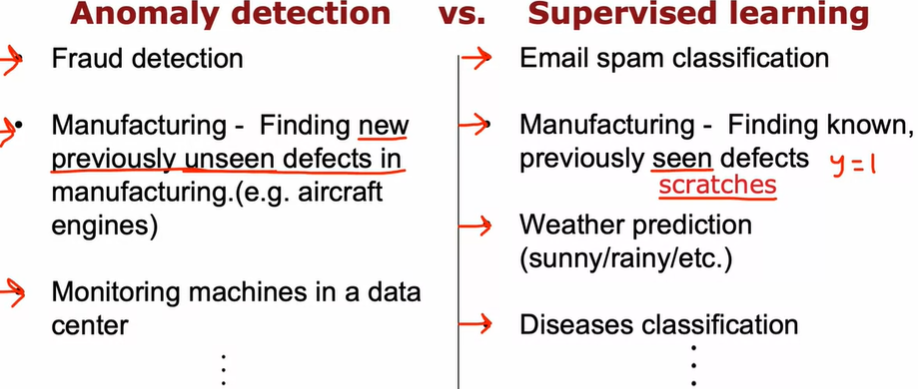 Anomaly detection vs. Supervised learning
Fraud detection
• Manufacturing - Finding new
previously unseen defects in
manufacturing.(e.g. aircraft
engines)
Monitoring machines in a data
center
⋮
Email spam classification
Manufacturing - Finding known,
previously seen defects y=1
scratches
Weather prediction
(sunny/rainy/etc.)
Diseases classification
⋮